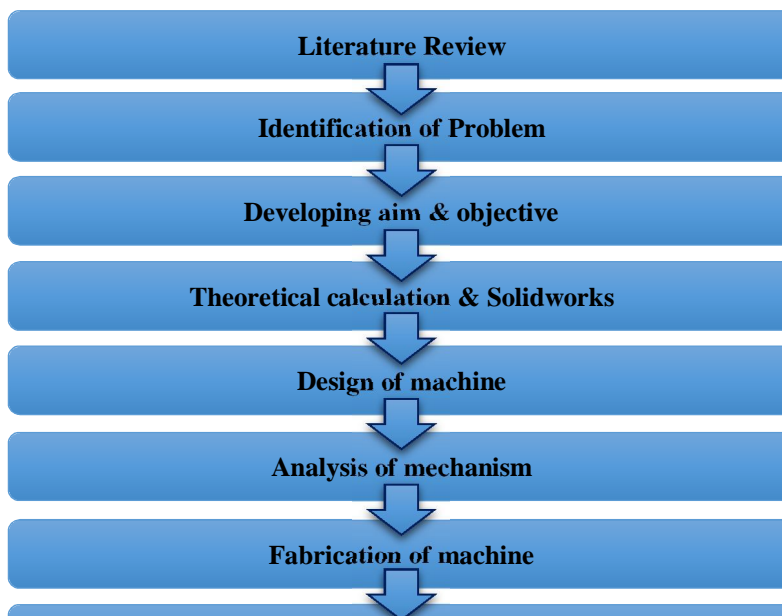 Literature Review
Identification of Problem
Developing aim & objective
Theoretical calculation & Solidworks
Design of machine
Analysis of mechanism
Fabrication of machine